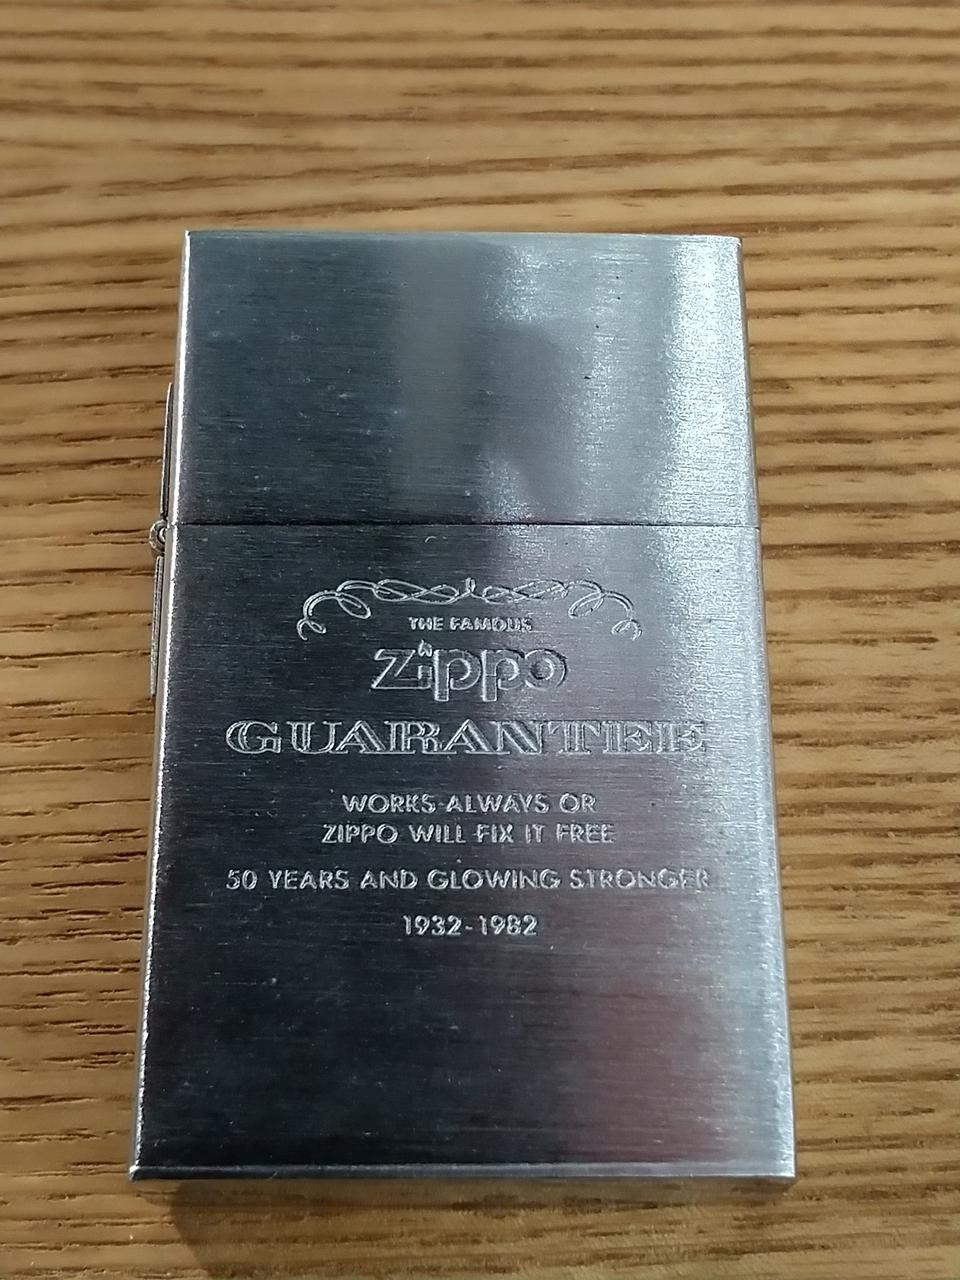 THE FAMOUS
Zippo
GUARANTEE
WORKS ALWAYS OR
ZIPPO WILL FIX IT FREE
50 YEARS AND GLOWING STRONGER
1932-1982